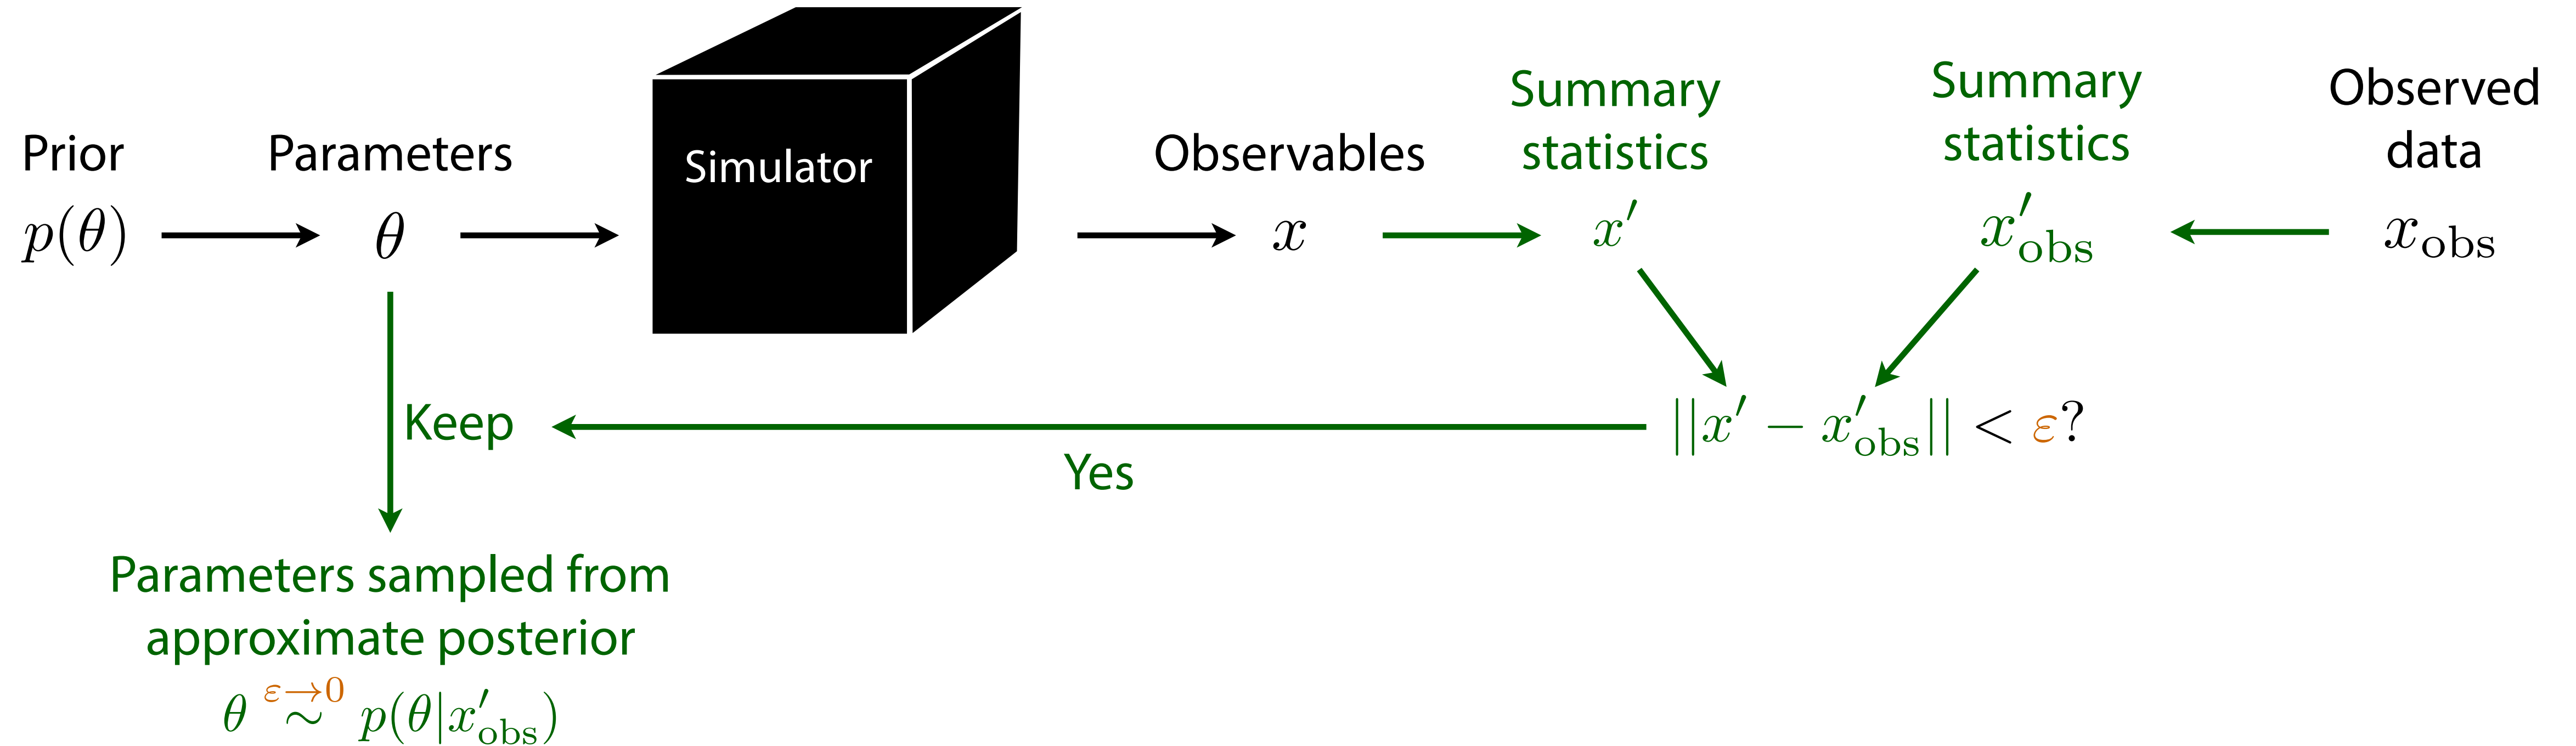 Prior
p(θ)
Parameters
θ
Simulator
Observables
x
Summary
statistics
x′
Summary
statistics
x′obs
Observed
data
xobs
||x′ − x′obs|| < ε?
Yes
Keep
Parameters sampled from
approximate posterior
θ ε→0 ∼ p(θ|x′obs)